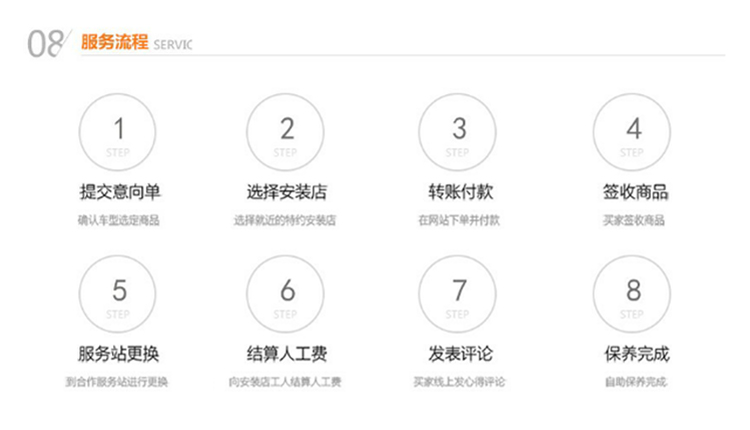 08 服务流程 SERVIC
1 2 3 4
STEP STEP STEP STEP
提交意向单 选择安装店 转账付款 签收商品
确认车型选定商品 选择就近的特约安装店 在网站下单并付款 买家签收商品
5 6 7 8
STEP STEP STEP STEP
服务站更换 结算人工费 发表评论 保养完成
到合作服务站进行更换 向安装店工人结算人工费 买家线上发心得评论 自助保养完成